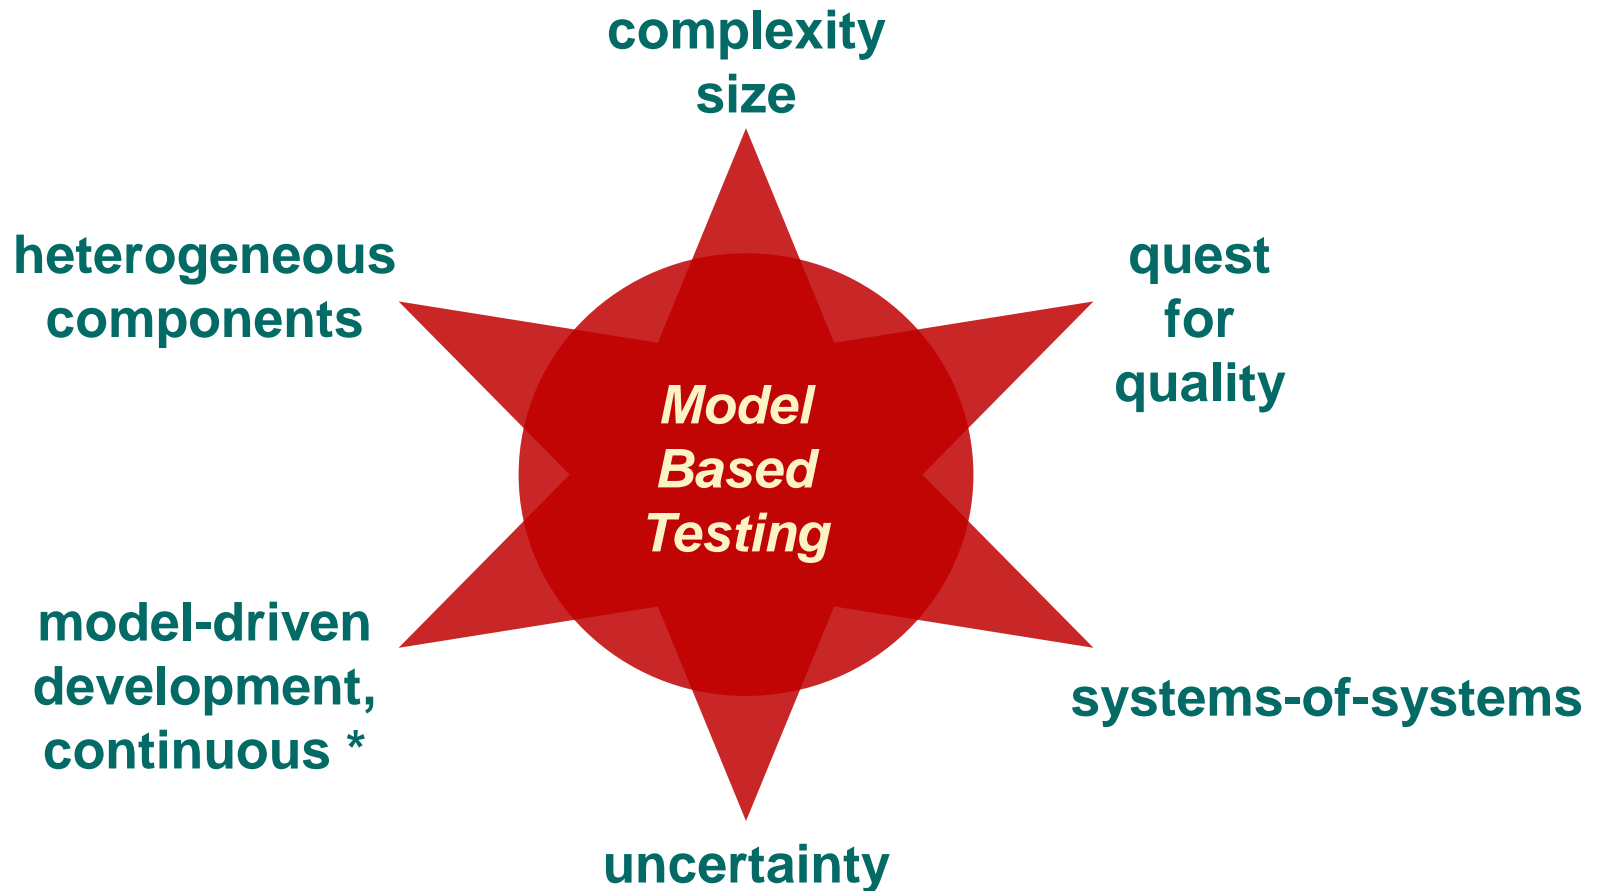 complexity
size
heterogeneous
components
quest
for
quality
Model
Based
Testing
model-driven
development,
continuous *
systems-of-systems
uncertainty